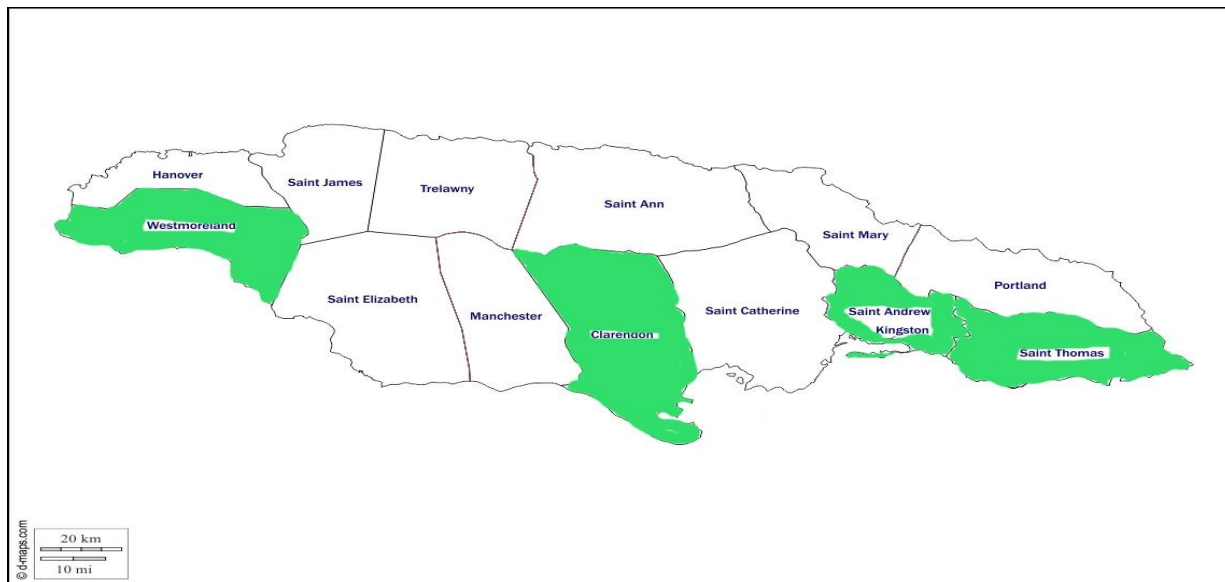 Hanover
Saint James
Trelawny
Saint Ann
Westmoreland
Saint Mary
Portland
Saint Elizabeth
Manchester
Clarendon
Saint Catherine
Saint Andrew
Kingston
Saint Thomas
20 km
10 mi
© d-maps.com